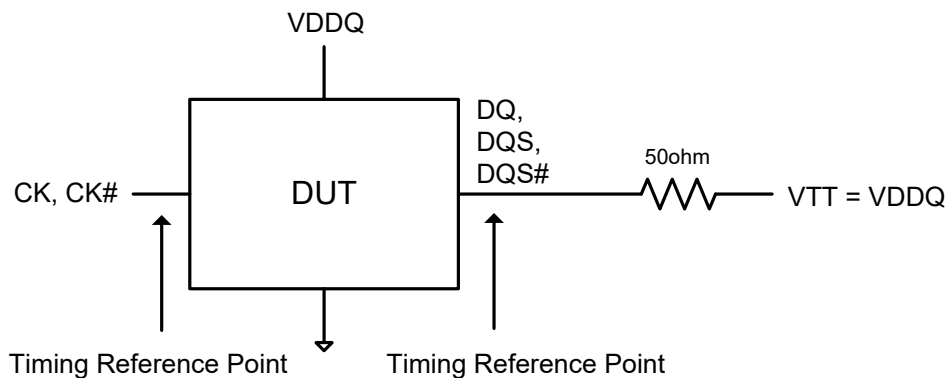 VDDQ
DQ,
DQS,
DQS#
50ohm
CK, CK#
DUT
VTT = VDDQ
Timing Reference Point
Timing Reference Point